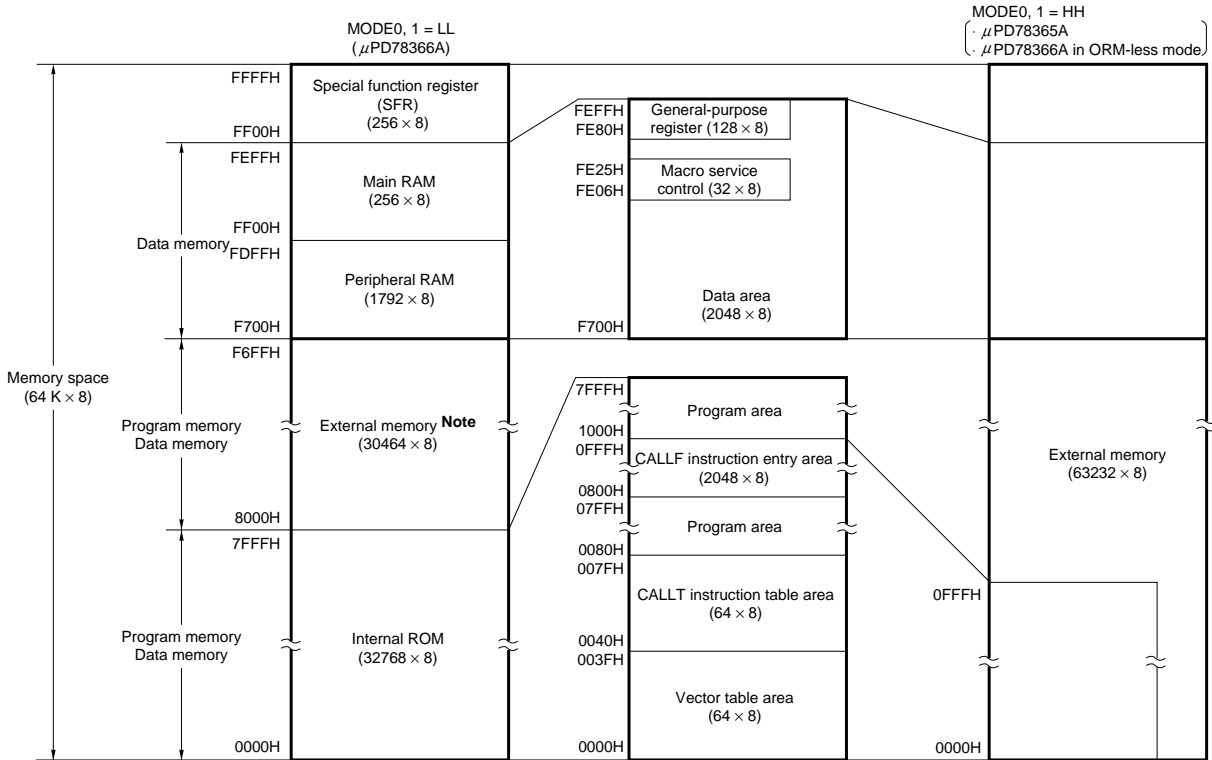 MODE0, 1 = LL
(μPD78366A)
MODE0, 1 = HH
· μPD78365A
· μPD78366A in ORM-less mode
Memory space
(64 K × 8)
Data memory
Program memory
Data memory
Program memory
Data memory
FFFFH
Special function register
(SFR)
(256 × 8)
FF00H
FEFFH
Main RAM
(256 × 8)
FF00H
FDFFH
Peripheral RAM
(1792 × 8)
F700H
F6FFH
External memory Note
(30464 × 8)
8000H
7FFFH
Internal ROM
(32768 × 8)
0000H
FEFFH
General-purpose
register (128 × 8)
FE80H
FE25H
Macro service
control (32 × 8)
FE06H
Data area
(2048 × 8)
F700H
7FFFH
Program area
1000H
0FFFH
CALLF instruction entry area
(2048 × 8)
0800H
07FFH
Program area
0080H
007FH
CALLT instruction table area
(64 × 8)
0040H
003FH
Vector table area
(64 × 8)
0000H
External memory
(63232 × 8)
0FFFH
0000H